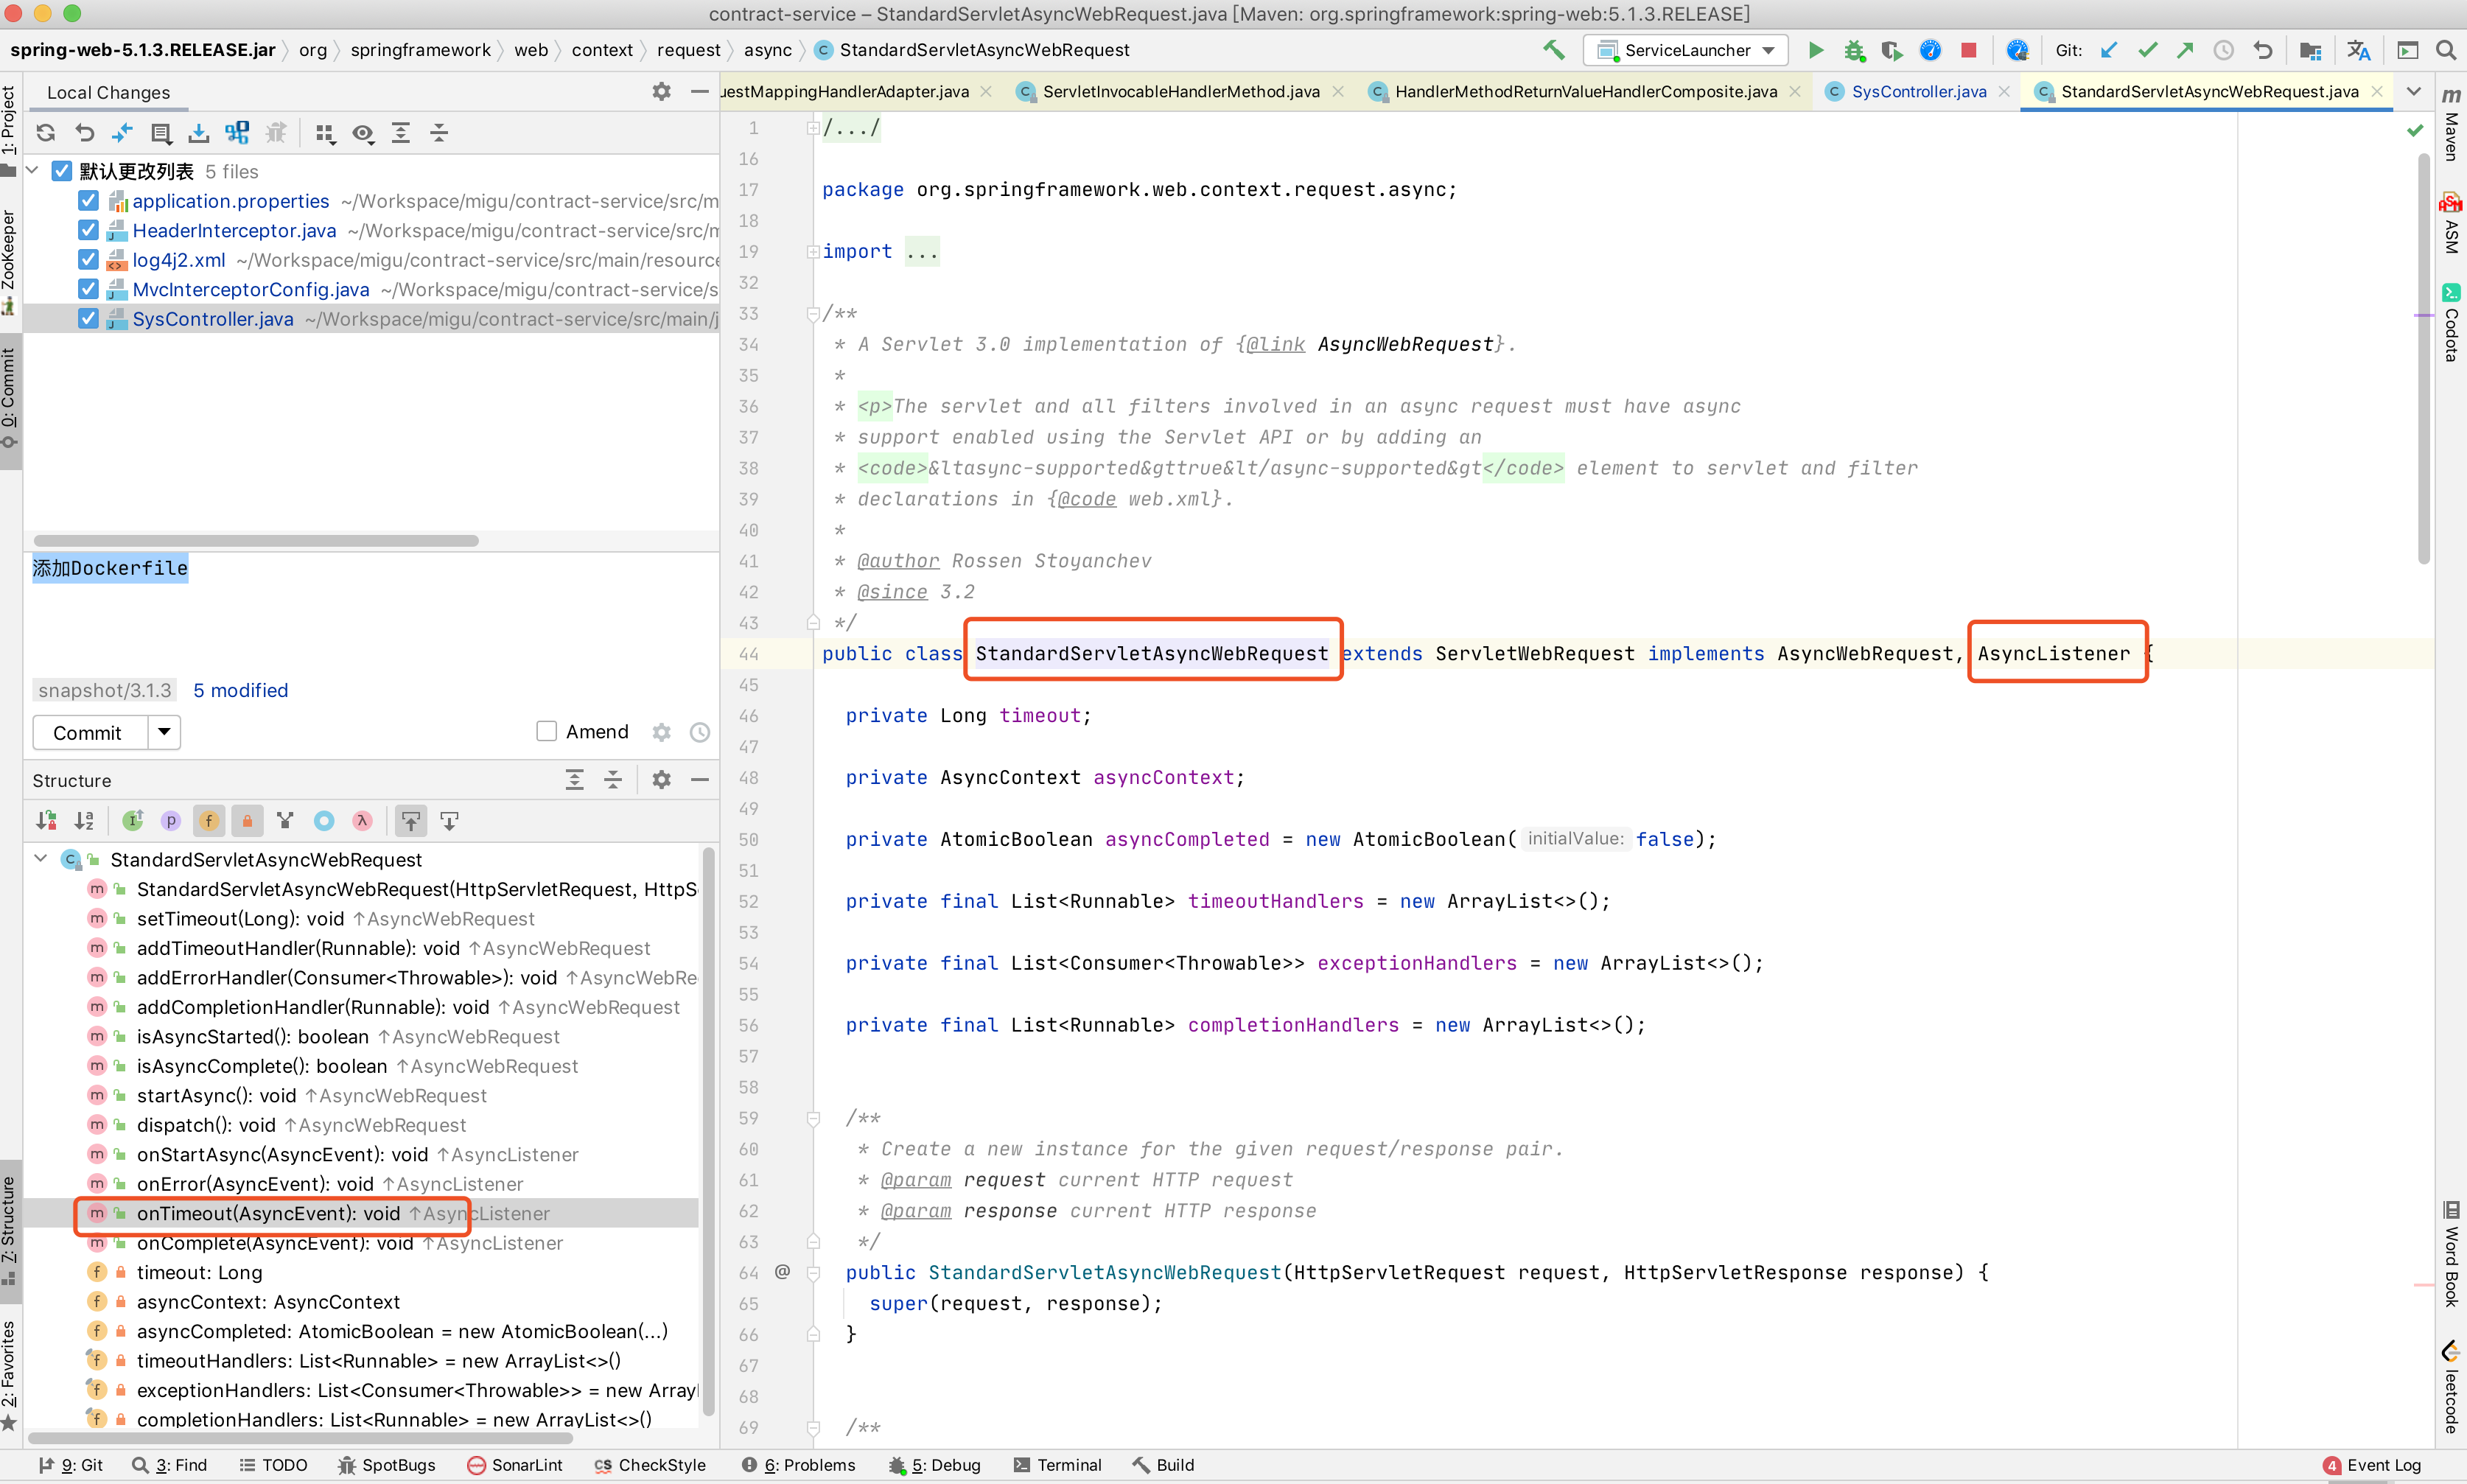 contract-service – StandardServletAsyncWebRequest.java [Maven: org.springframework:spring-web:5.1.3.RELEASE]
spring-web-5.1.3.RELEASE.jar org springframework web context request async StandardServletAsyncWebRequest
ServiceLauncher
Git:
Local Changes
uestMappingHandlerAdapter.java ServletInvocableHandlerMethod.java HandlerMethodReturnValueHandlerComposite.java SysController.java StandardServletAsyncWebRequest.java
1: Project
ZooKeeper
0: Commit
7: Structure
2: Favorites
默认更改列表 5 files
application.properties ~/Workspace/migu/contract-service/src/m
HeaderInterceptor.java ~/Workspace/migu/contract-service/src/m
log4j2.xml ~/Workspace/migu/contract-service/src/main/resource
MvcInterceptorConfig.java ~/Workspace/migu/contract-service/s
SysController.java ~/Workspace/migu/contract-service/src/main/j
添加Dockerfile
snapshot/3.1.3 5 modified
Commit
Amend
Structure
StandardServletAsyncWebRequest
m StandardServletAsyncWebRequest(HttpServletRequest, HttpS
m setTimeout(Long): void ↑AsyncWebRequest
m addTimeoutHandler(Runnable): void ↑AsyncWebRequest
m addErrorHandler(Consumer<Throwable>): void ↑AsyncWebRe
m addCompletionHandler(Runnable): void ↑AsyncWebRequest
m isAsyncStarted(): boolean ↑AsyncWebRequest
m isAsyncComplete(): boolean ↑AsyncWebRequest
m startAsync(): void ↑AsyncWebRequest
m dispatch(): void ↑AsyncWebRequest
m onStartAsync(AsyncEvent): void ↑AsyncListener
m onError(AsyncEvent): void ↑AsyncListener
m onTimeout(AsyncEvent): void ↑AsyncListener
m onComplete(AsyncEvent): void ↑AsyncListener
f timeout: Long
f asyncContext: AsyncContext
f asyncCompleted: AtomicBoolean = new AtomicBoolean(...)
f timeoutHandlers: List<Runnable> = new ArrayList<>()
f exceptionHandlers: List<Consumer<Throwable>> = new Array
f completionHandlers: List<Runnable> = new ArrayList<>()
1 /.../
16
17 package org.springframework.web.context.request.async;
18
19 import ...
32
33 /**
34 * A Servlet 3.0 implementation of {@link AsyncWebRequest}.
35 *
36 * <p>The servlet and all filters involved in an async request must have async
37 * support enabled using the Servlet API or by adding an
38 * <code>&ltasync-supported&gttrue&lt/async-supported&gt</code> element to servlet and filter
39 * declarations in {@code web.xml}.
40 *
41 * @author Rossen Stoyanchev
42 * @since 3.2
43 */
44 public class StandardServletAsyncWebRequest extends ServletWebRequest implements AsyncWebRequest, AsyncListener {
45
46 private Long timeout;
47
48 private AsyncContext asyncContext;
49
50 private AtomicBoolean asyncCompleted = new AtomicBoolean( initialValue: false);
51
52 private final List<Runnable> timeoutHandlers = new ArrayList<>();
53
54 private final List<Consumer<Throwable>> exceptionHandlers = new ArrayList<>();
55
56 private final List<Runnable> completionHandlers = new ArrayList<>();
57
58
59 /**
60 * Create a new instance for the given request/response pair.
61 * @param request current HTTP request
62 * @param response current HTTP response
63 */
64 @ public StandardServletAsyncWebRequest(HttpServletRequest request, HttpServletResponse response) {
65 super(request, response);
66 }
67
68
69 /**
m Maven
ASM
Codota
Word Book
leetcode
9: Git 3: Find TODO SpotBugs SonarLint CS CheckStyle 6: Problems 5: Debug Terminal Build 4 Event Log